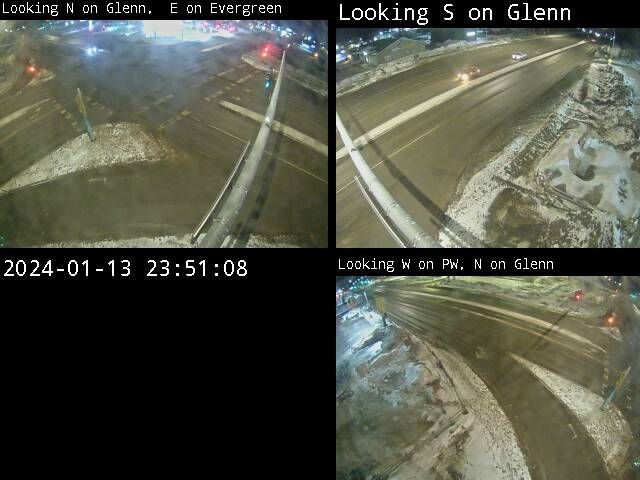 Looking N on Glenn,  E on Evergreen
Looking S on Glenn
2024-01-13 23:51:08
Looking W on PW, N on Glenn